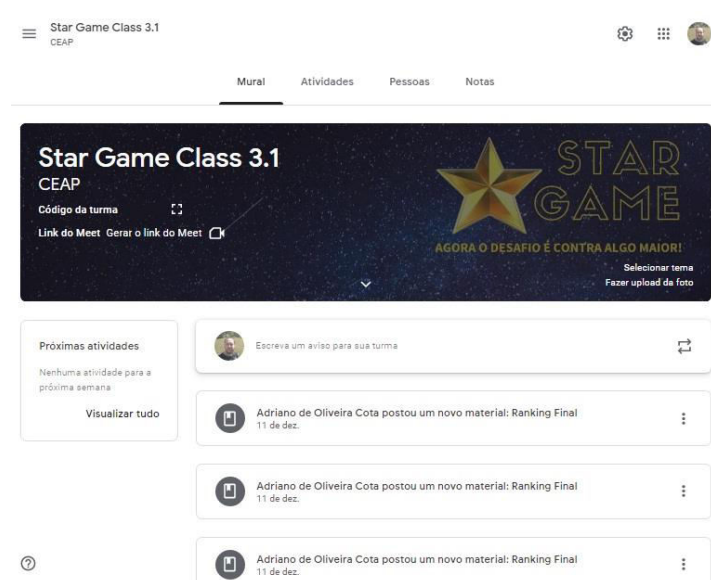 Star Game Class 3.1
CEAP
Mural Atividades Pessoas Notas
Star Game Class 3.1
CEAP
Código da turma
Link do Meet Gerar o link do Meet
STAR
GAME
AGORA O DESAFIO É CONTRA ALGO MAIOR!
Selecionar tema
Fazer upload da foto
Próximas atividades
Nenhuma atividade para a
próxima semana
Visualizar tudo
Escreva um aviso para sua turma
Adriano de Oliveira Cota postou um novo material: Ranking Final
11 de dez.
Adriano de Oliveira Cota postou um novo material: Ranking Final
11 de dez.
Adriano de Oliveira Cota postou um novo material: Ranking Final
11 de dez.